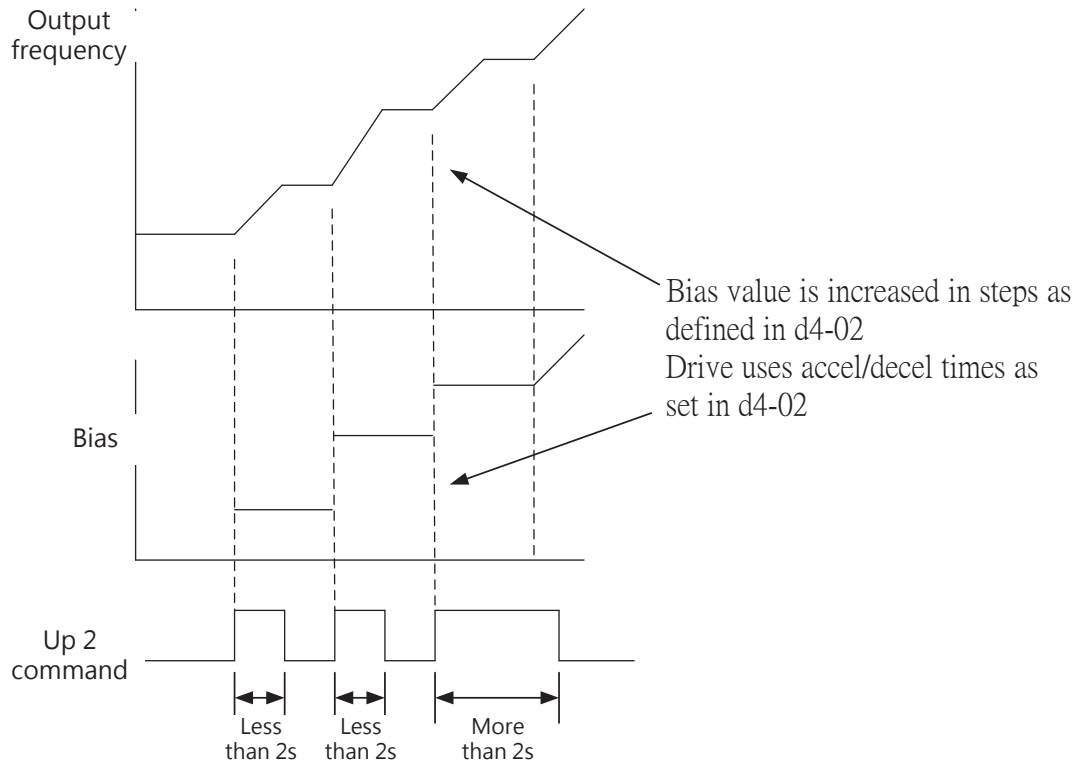 Output
frequency
Bias value is increased in steps as
defined in d4-02
Drive uses accel/decel times as
set in d4-02
Bias
Up 2
command
Less
than 2s
Less
than 2s
More
than 2s